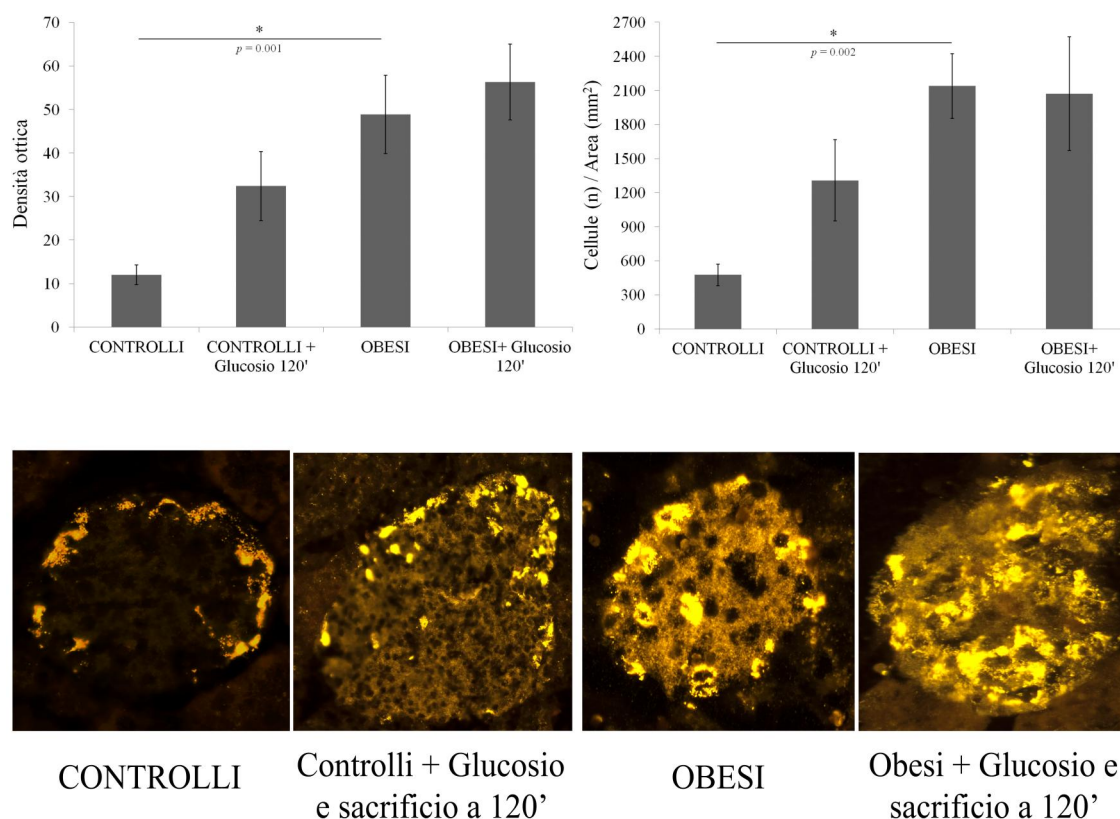 70
60
50
40
30
20
10
0
Densità ottica
*
p = 0.001
CONTROLLI
CONTROLLI +
Glucosio 120'
OBESI
OBESI+ Glucosio
120'
2700
2400
2100
1800
1500
1200
900
600
300
0
Cellule (n) / Area (mm²)
*
p = 0.002
CONTROLLI
CONTROLLI +
Glucosio 120'
OBESI
OBESI+
Glucosio 120'
CONTROLLI
Controlli + Glucosio
e sacrificio a 120’
OBESI
Obesi + Glucosio e
sacrificio a 120’